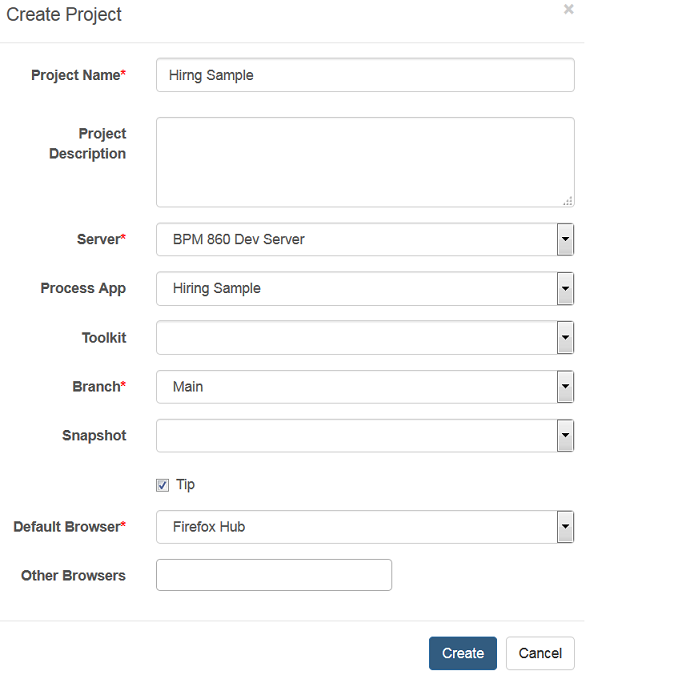 Create Project
×
Project Name* Hirng Sample
Project
Description
Server* BPM 860 Dev Server
Process App Hiring Sample
Toolkit
Branch* Main
Snapshot
Tip
Default Browser* Firefox Hub
Other Browsers
Create Cancel